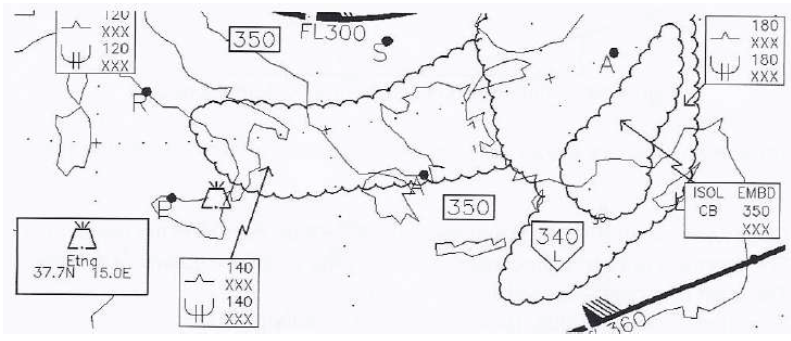 120
XXX
120
XXX
350
FL300
S
A
180
XXX
180
XXX
R
P
A
350
ISOL EMBD
CB 350
XXX
340
L
Etna
37.7N 15.0E
140
XXX
140
XXX
360